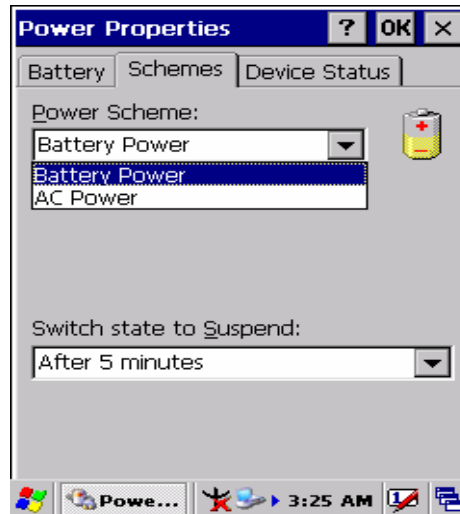 Power Properties ? OK ×
Battery Schemes Device Status
Power Scheme:
Battery Power
Battery Power
AC Power
Switch state to Suspend:
After 5 minutes
Powe... 3:25 AM